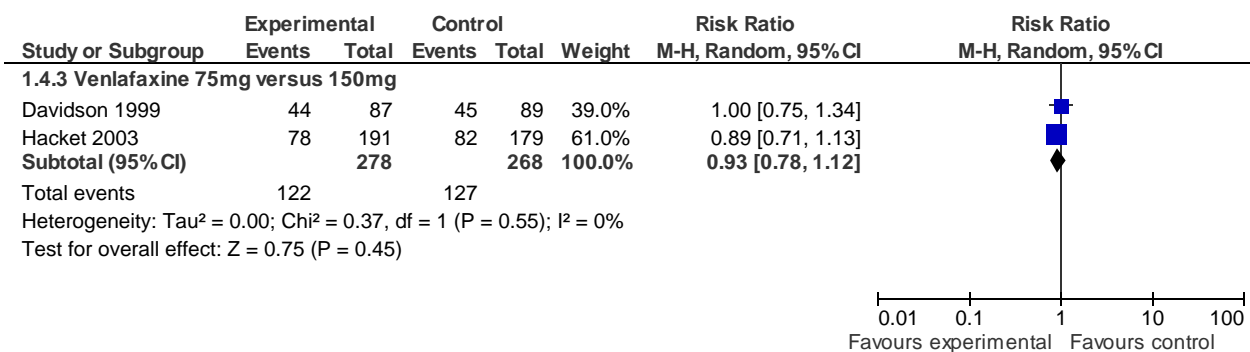 Experimental Control Risk Ratio Risk Ratio
Study or Subgroup Events Total Events Total Weight M-H, Random, 95% CI M-H, Random, 95% CI
1.4.3 Venlafaxine 75mg versus 150mg
Davidson 1999 44 87 45 89 39.0% 1.00 [0.75, 1.34]
Hacket 2003 78 191 82 179 61.0% 0.89 [0.71, 1.13]
Subtotal (95% CI) 278 268 100.0% 0.93 [0.78, 1.12]
Total events 122 127
Heterogeneity: Tau² = 0.00; Chi² = 0.37, df = 1 (P = 0.55); I² = 0%
Test for overall effect: Z = 0.75 (P = 0.45)
0.01 0.1 1 10 100
Favours experimental Favours control